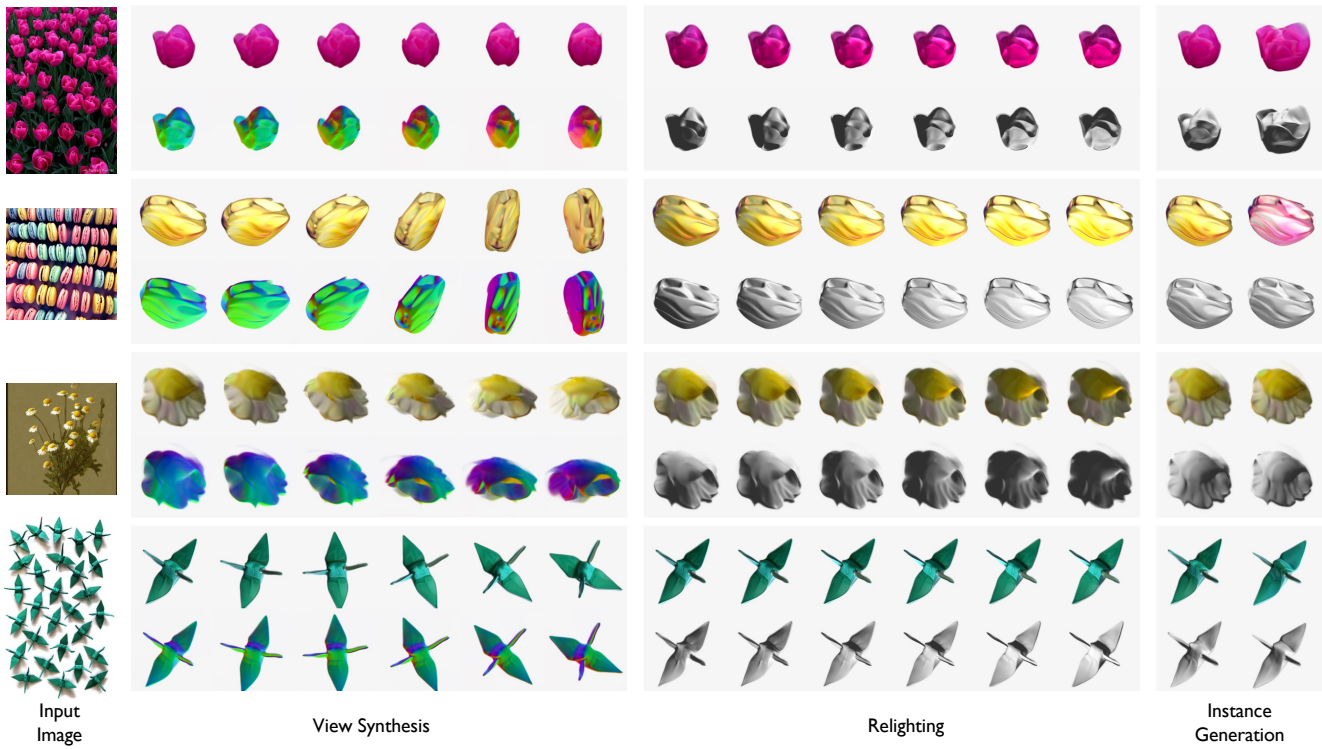 Input
Image
View Synthesis
Relighting
Instance
Generation